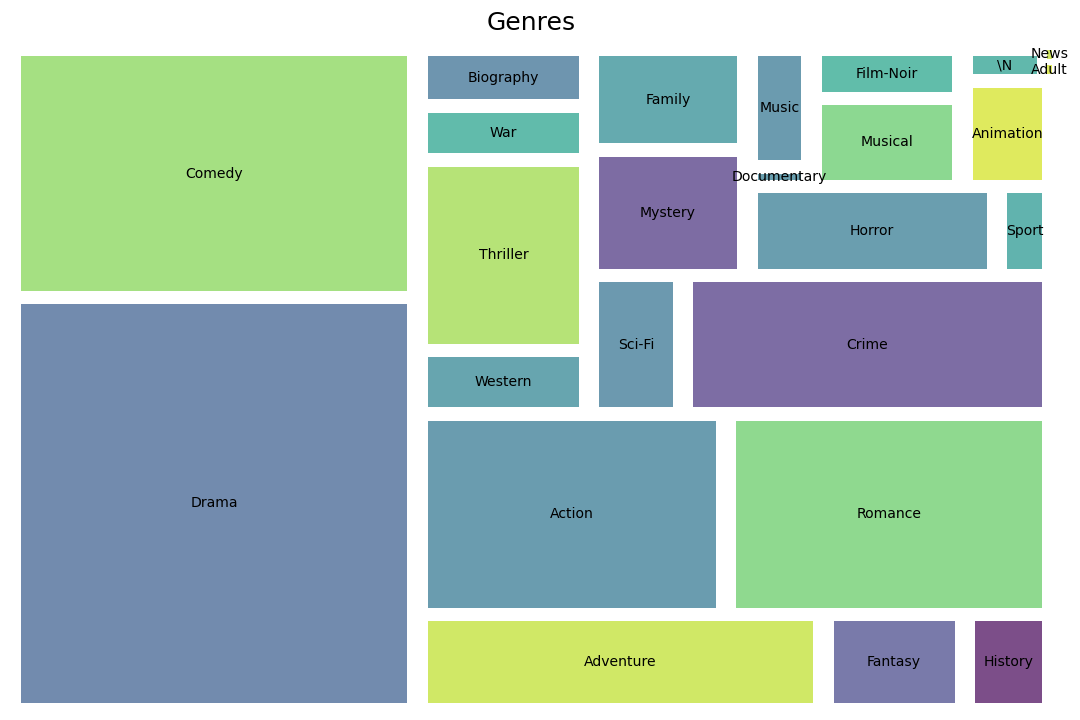 Genres
Comedy
Drama
Biography
War
Thriller
Western
Family
Mystery
Music
Documentary
Film-Noir
Musical
\N
News
Adult
Animation
Horror
Sport
Sci-Fi
Crime
Action
Romance
Adventure
Fantasy
History